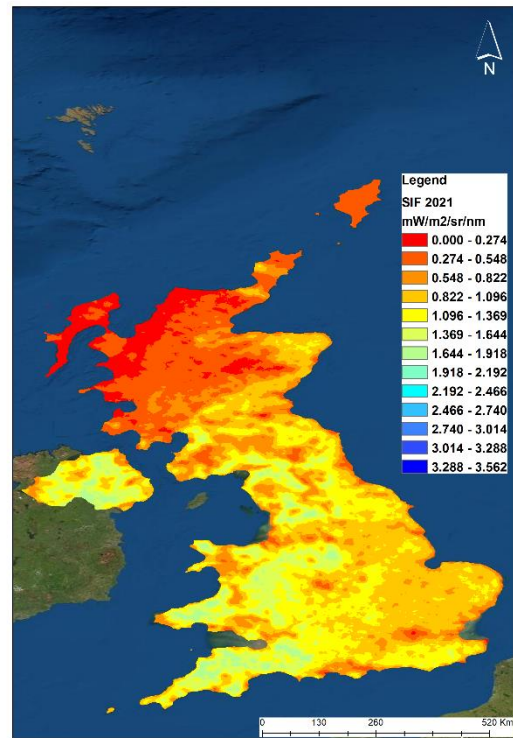 N
Legend
SIF 2021
mW/m2/sr/nm
0.000 - 0.274
0.274 - 0.548
0.548 - 0.822
0.822 - 1.096
1.096 - 1.369
1.369 - 1.644
1.644 - 1.918
1.918 - 2.192
2.192 - 2.466
2.466 - 2.740
2.740 - 3.014
3.014 - 3.288
3.288 - 3.562
0 130 260 520 Km